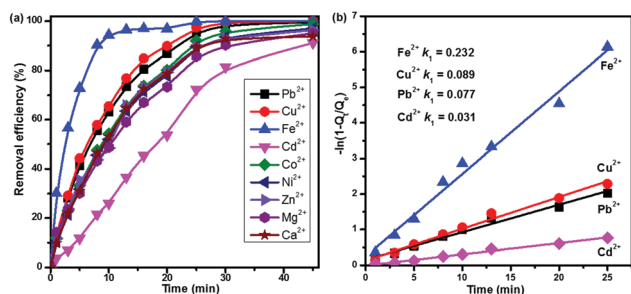 (a)
100
80
60
40
20
0
Removal efficiency (%)
Pb2+
Cu2+
Fe2+
Cd2+
Co2+
Ni2+
Zn2+
Mg2+
Ca2+
0 10 20 30 40
Time (min)
(b)
7
6
5
4
3
2
1
0
-ln(1-Qt/Qe)
Fe2+ k1 = 0.232
Cu2+ k1 = 0.089
Pb2+ k1 = 0.077
Cd2+ k1 = 0.031
Fe2+
Cu2+
Pb2+
Cd2+
0 5 10 15 20 25
Time (min)